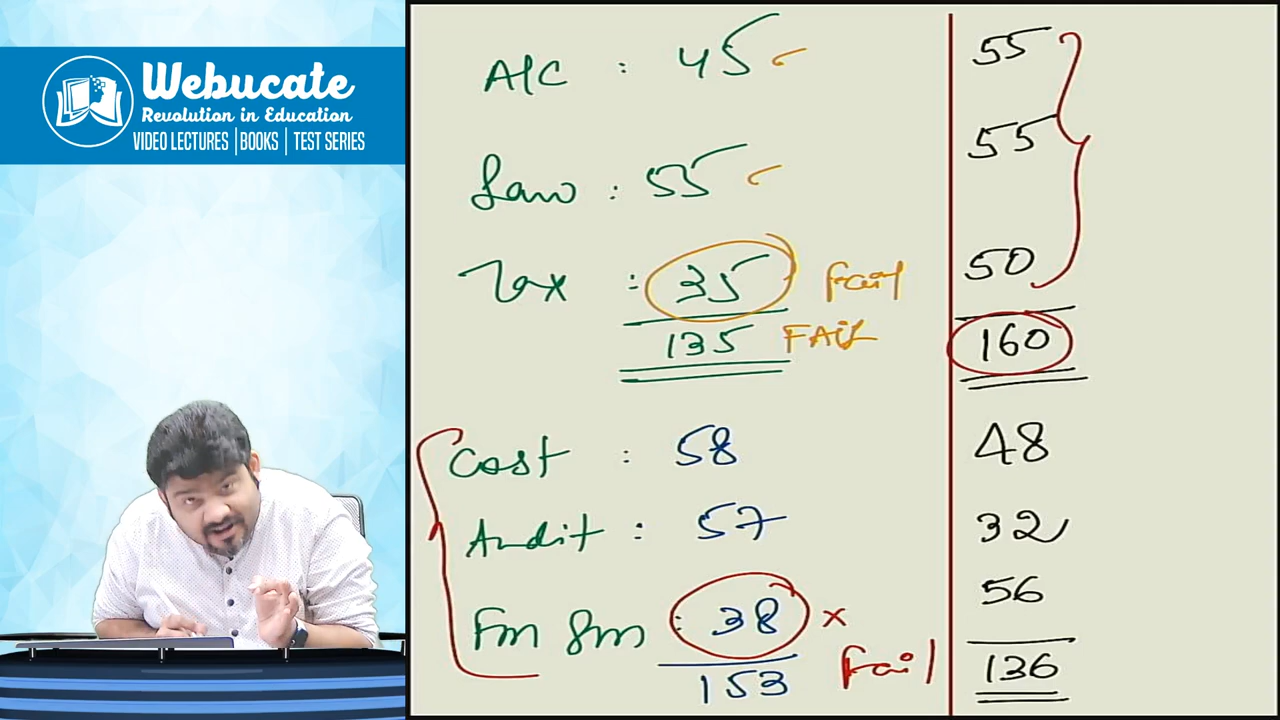 Webucate
Revolution in Education
VIDEO LECTURES | BOOKS | TEST SERIES
A/C : 45
Law : 55
Tax : 35 Fail
135 FAIL
Cost : 58
Audit : 57
Fm Sm : 38 x
153 Fail
55
55
50
160
48
32
56
136